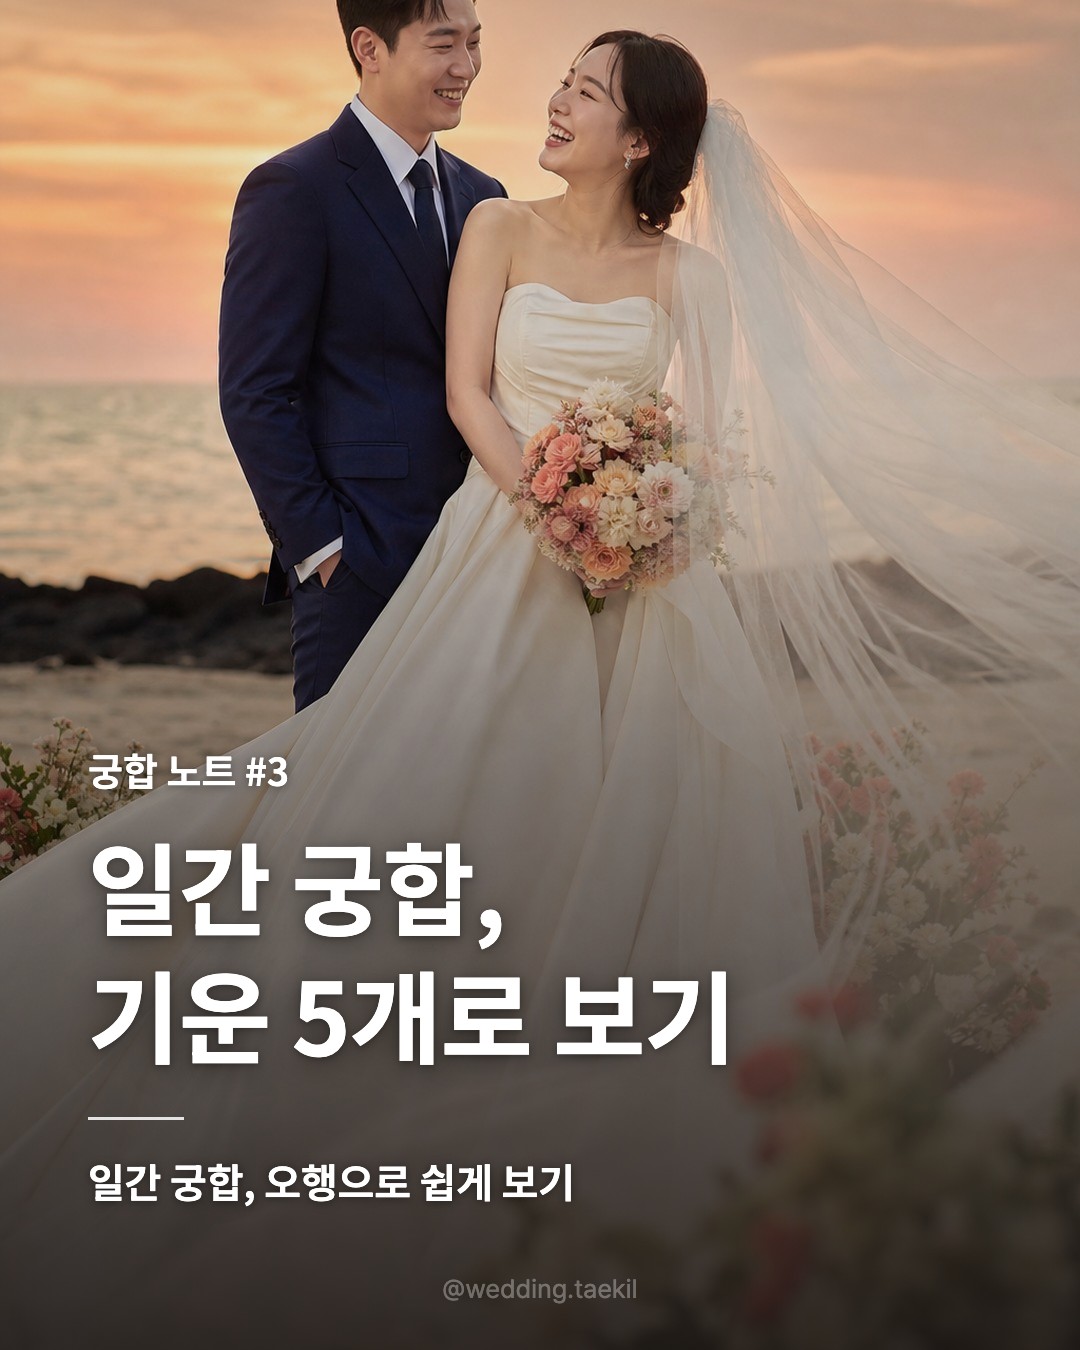 궁합 노트 #3
일간 궁합,
기운 5개로 보기
일간 궁합, 오행으로 쉽게 보기
@wedding.taekil